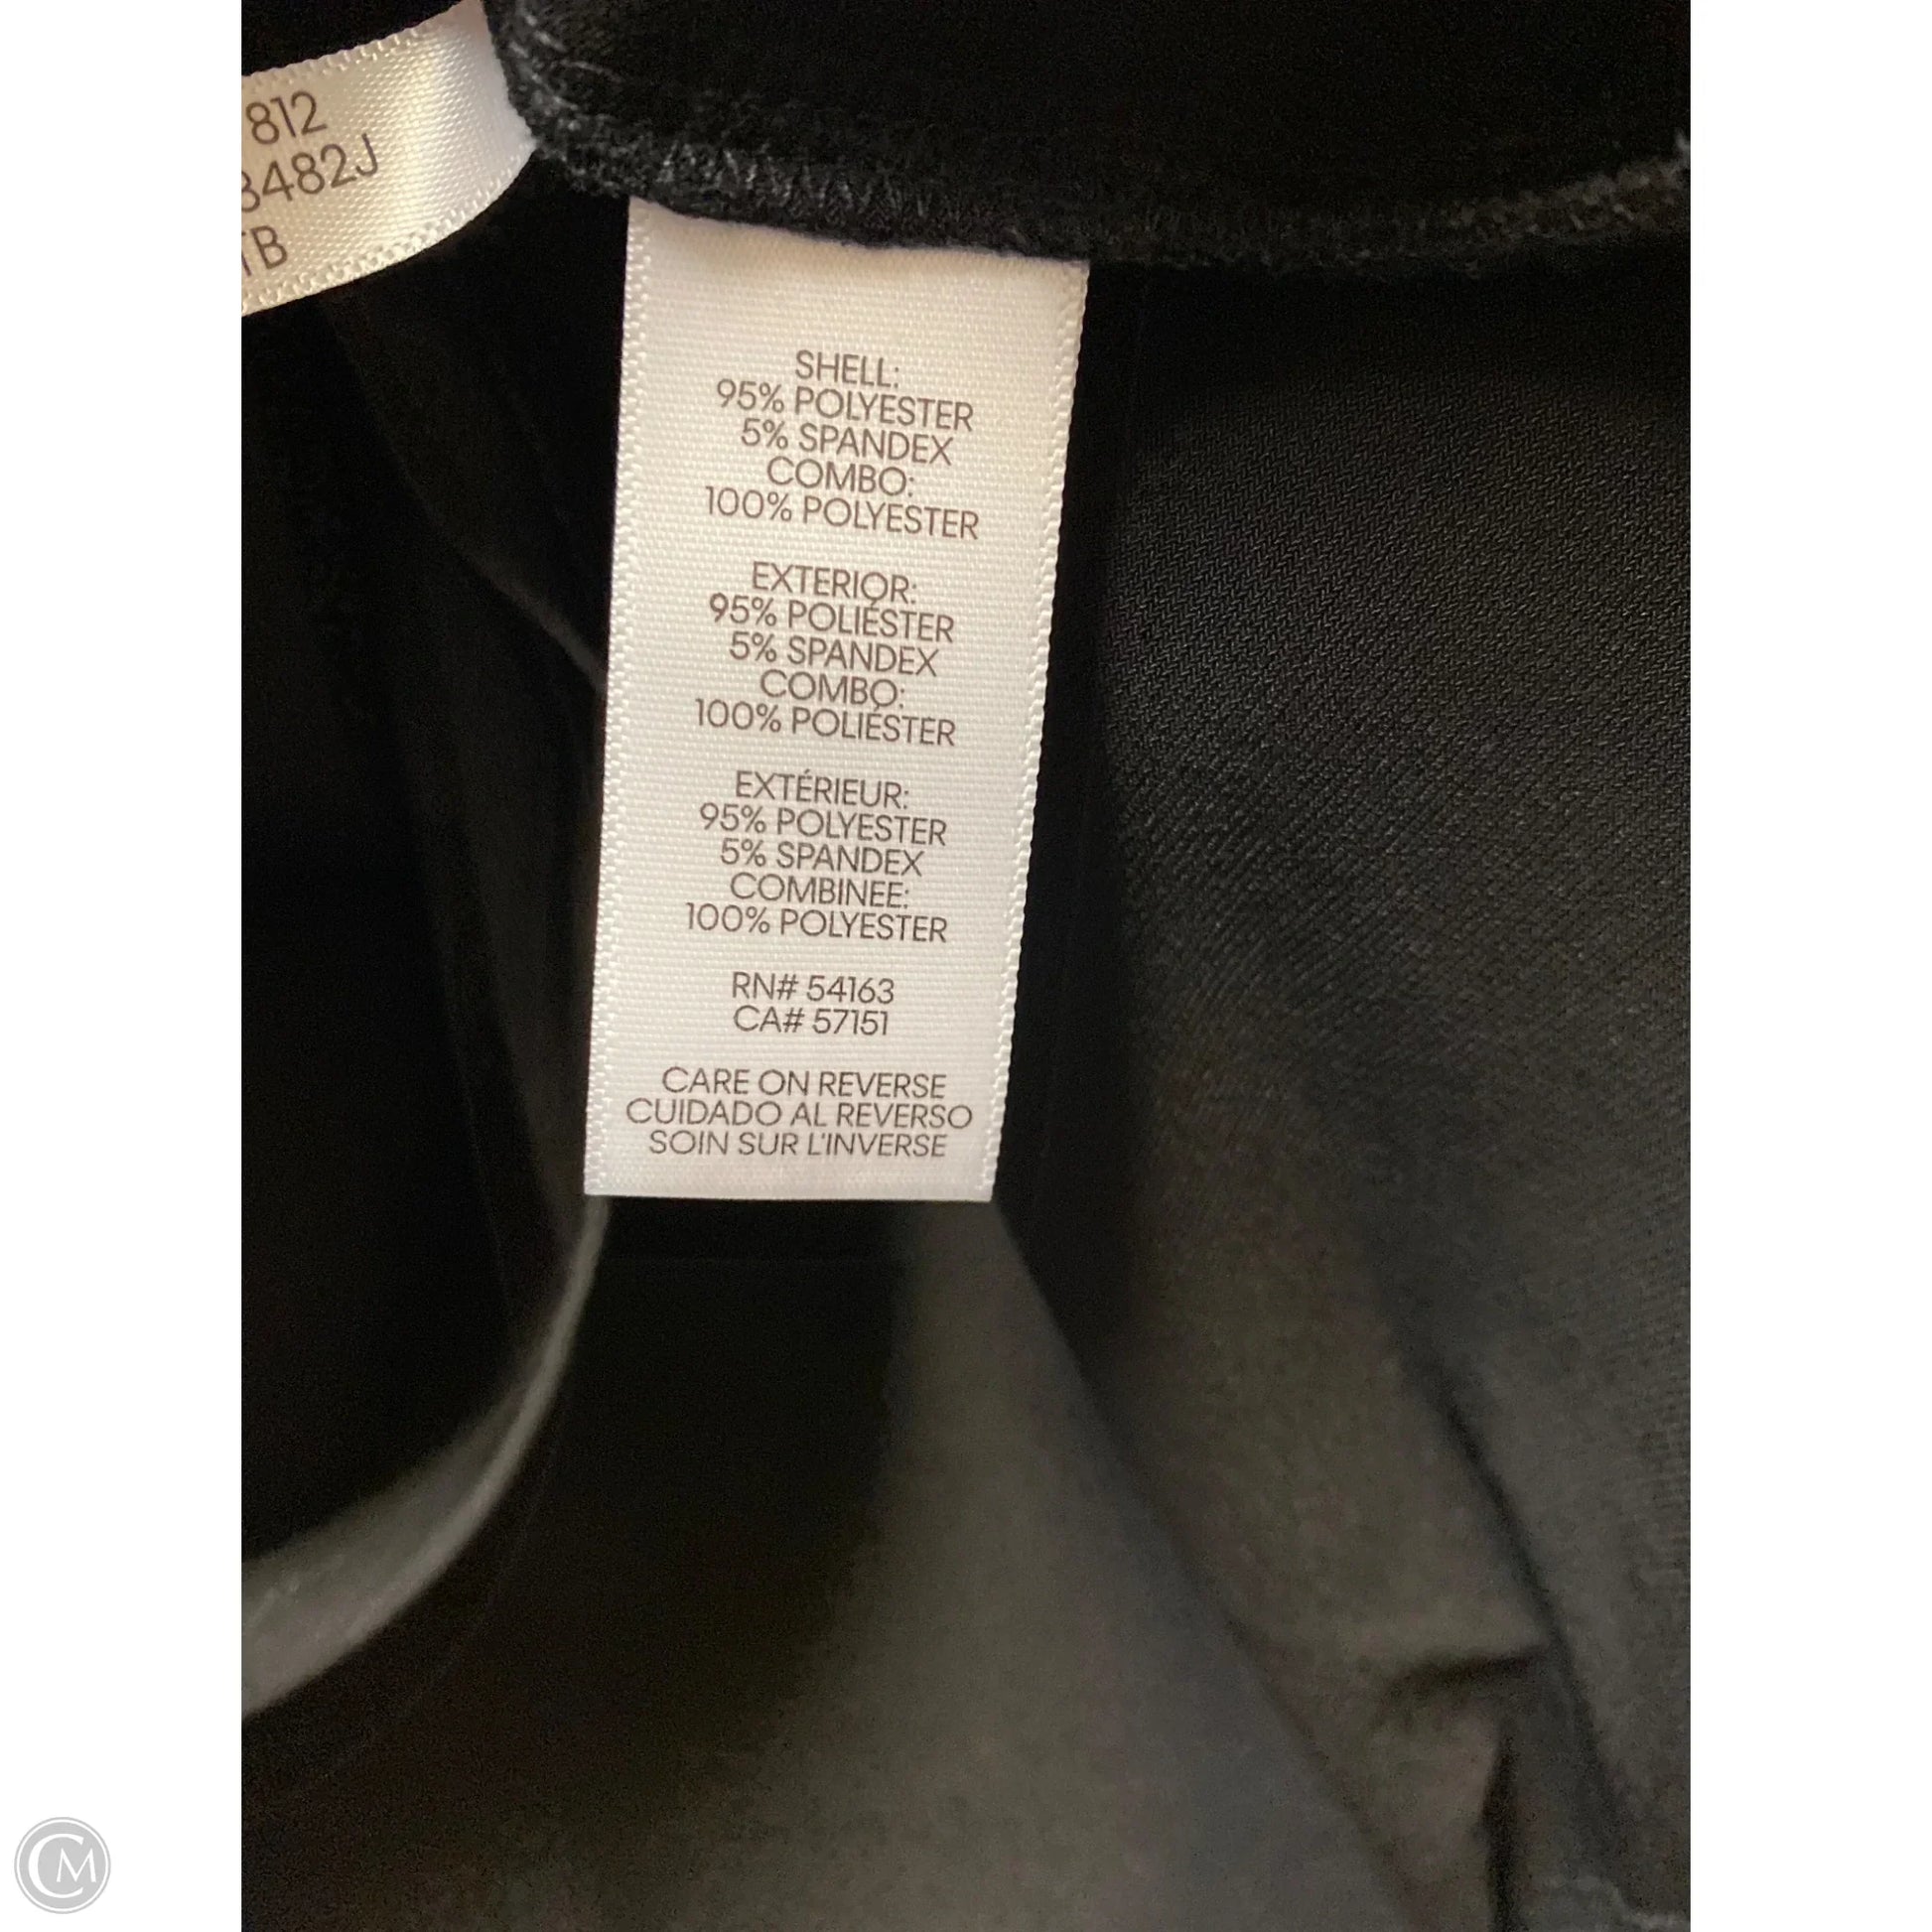 812
3482J
TB
SHELL:
95% POLYESTER
5% SPANDEX
COMBO:
100% POLYESTER
EXTERIOR:
95% POLIÉSTER
5% SPANDEX
COMBO:
100% POLIÉSTER
EXTÉRIEUR:
95% POLYESTER
5% SPANDEX
COMBINEE:
100% POLYESTER
RN# 54163
CA# 57151
CARE ON REVERSE
CUIDADO AL REVERSO
SOIN SUR L'INVERSE
CM